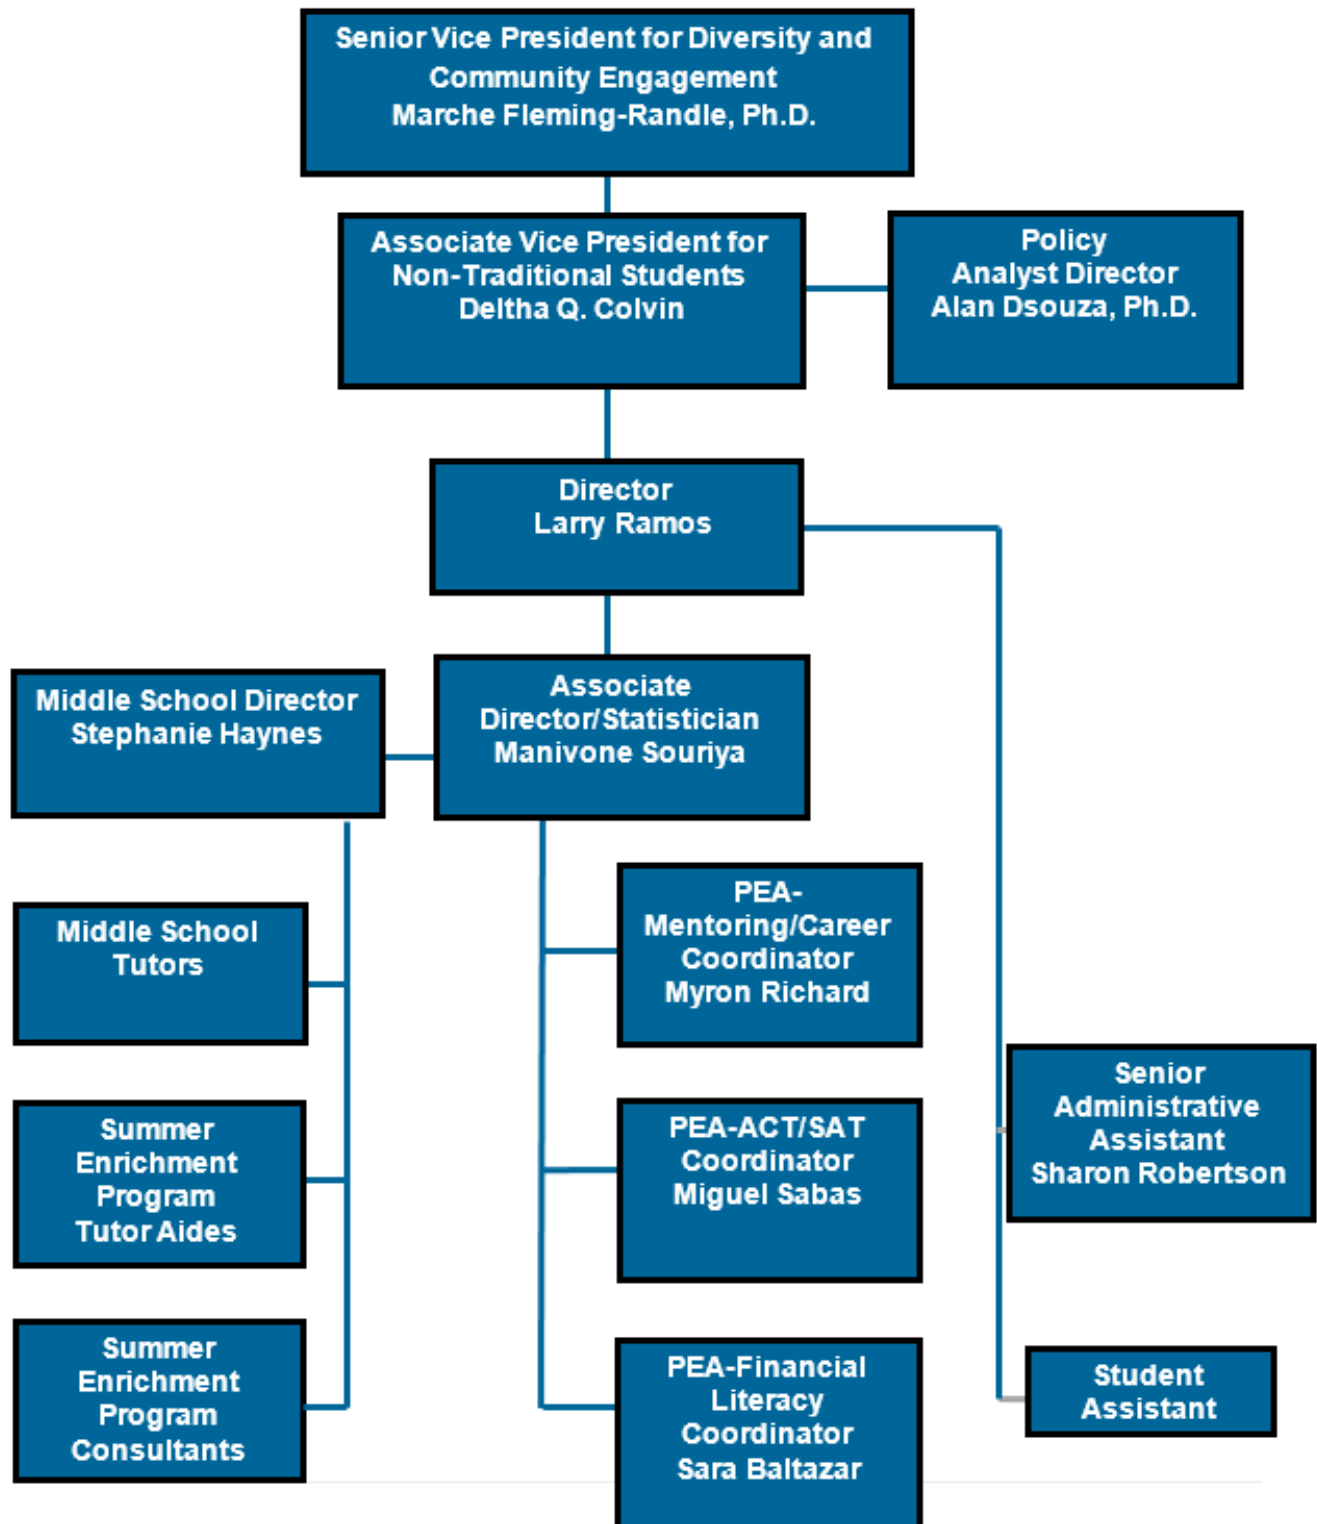 Senior Vice President for Diversity and
Community Engagement
Marche Fleming-Randle, Ph.D.
Associate Vice President for
Non-Traditional Students
Deltha Q. Colvin
Policy
Analyst Director
Alan Dsouza, Ph.D.
Director
Larry Ramos
Middle School Director
Stephanie Haynes
Associate
Director/Statistician
Manivone Souriya
Middle School
Tutors
Summer
Enrichment
Program
Tutor Aides
Summer
Enrichment
Program
Consultants
PEA-
Mentoring/Career
Coordinator
Myron Richard
PEA-ACT/SAT
Coordinator
Miguel Sabas
PEA-Financial
Literacy
Coordinator
Sara Baltazar
Senior
Administrative
Assistant
Sharon Robertson
Student
Assistant